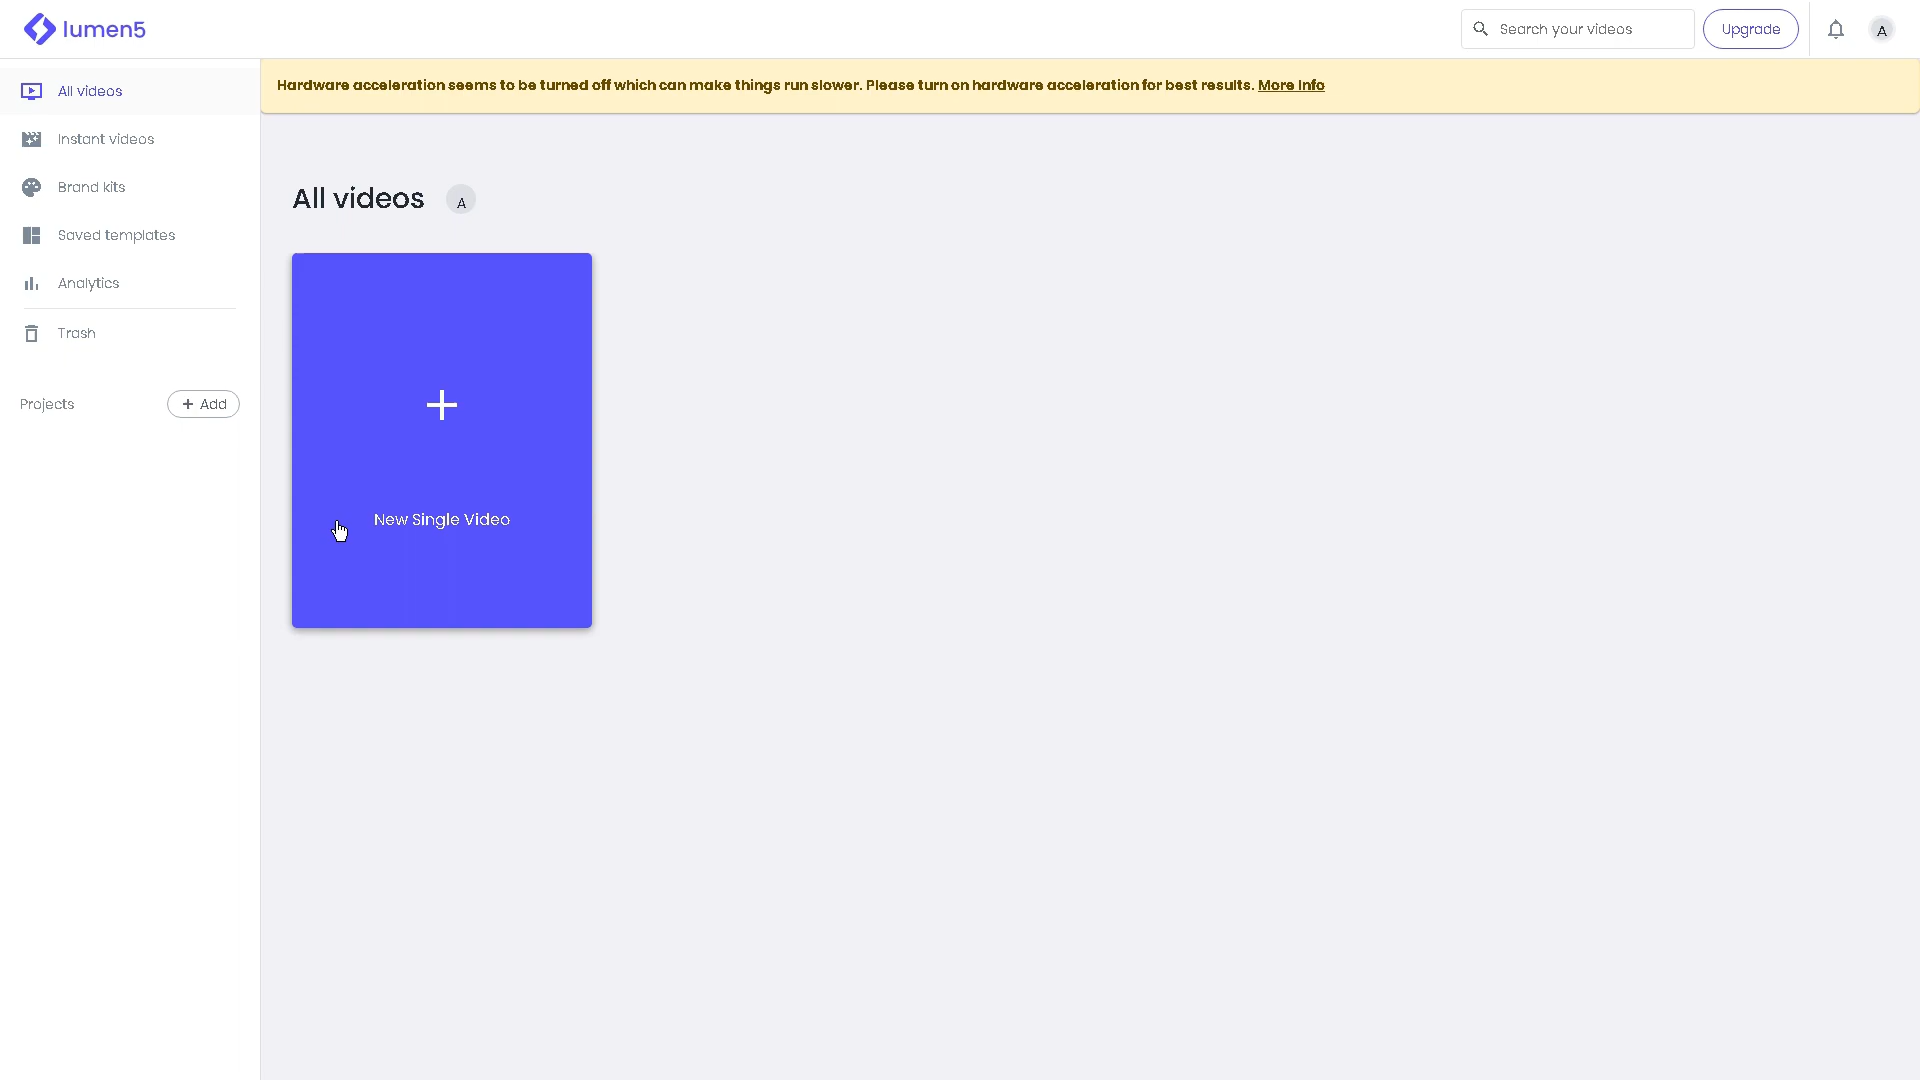 lumen5
Search your videos
Upgrade
A
All videos
Instant videos
Brand kits
Saved templates
Analytics
Trash
Projects
Add
Hardware acceleration seems to be turned off which can make things run slower. Please turn on hardware acceleration for best results. More Info
All videos
A
New Single Video